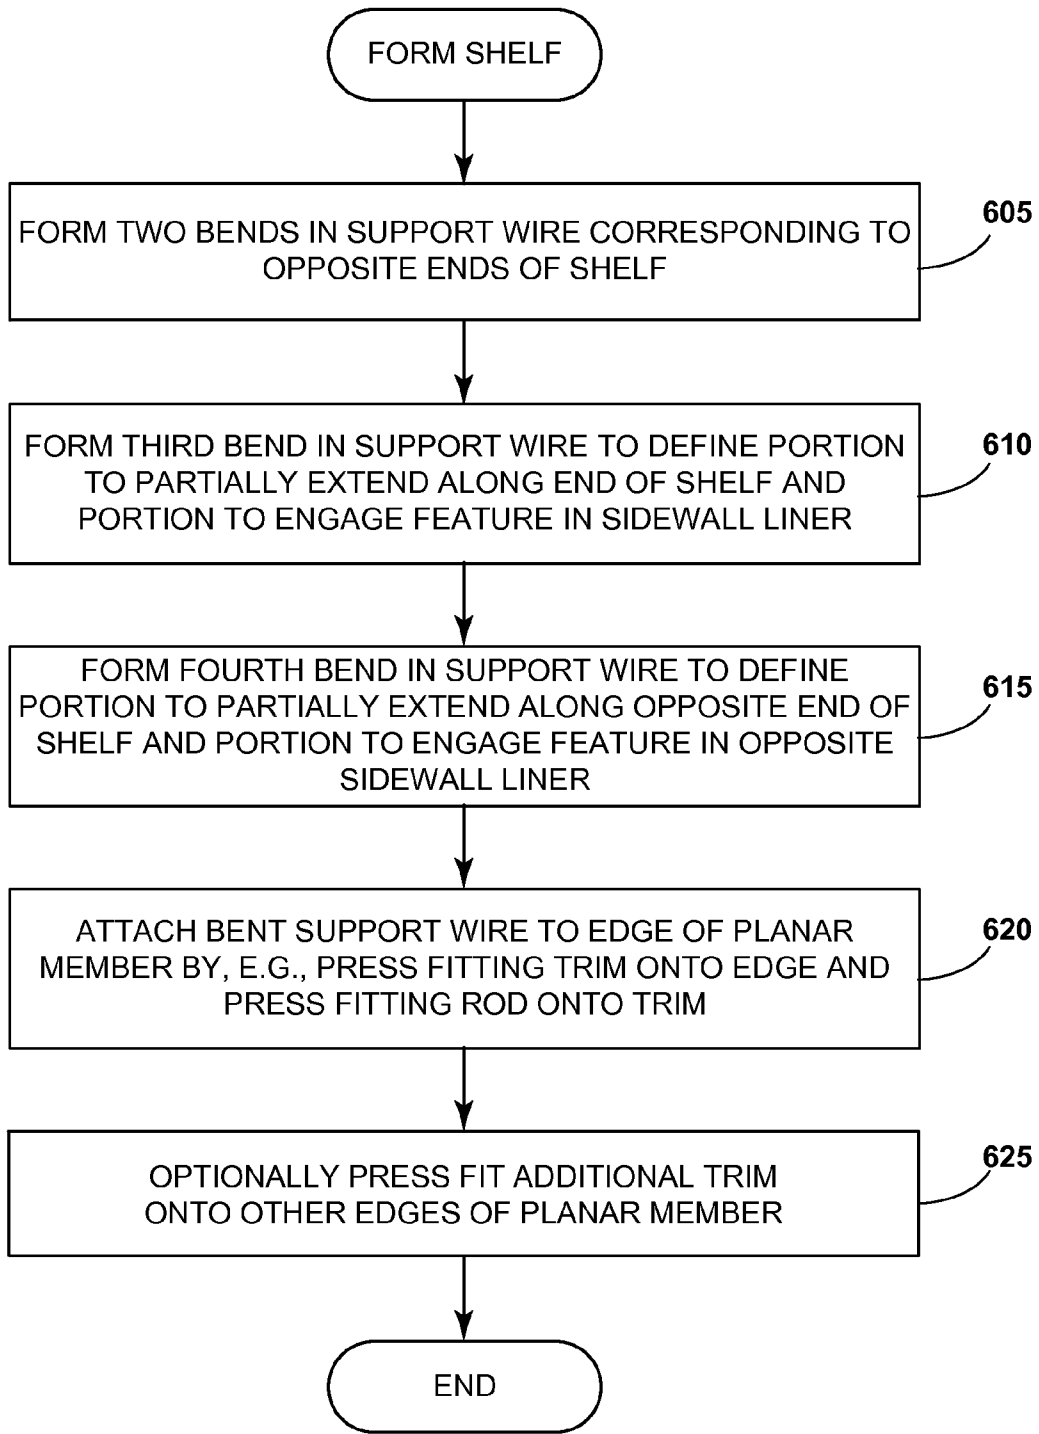 FORM SHELF
605
FORM TWO BENDS IN SUPPORT WIRE CORRESPONDING TO
OPPOSITE ENDS OF SHELF
610
FORM THIRD BEND IN SUPPORT WIRE TO DEFINE PORTION
TO PARTIALLY EXTEND ALONG END OF SHELF AND
PORTION TO ENGAGE FEATURE IN SIDEWALL LINER
615
FORM FOURTH BEND IN SUPPORT WIRE TO DEFINE
PORTION TO PARTIALLY EXTEND ALONG OPPOSITE END OF
SHELF AND PORTION TO ENGAGE FEATURE IN OPPOSITE
SIDEWALL LINER
620
ATTACH BENT SUPPORT WIRE TO EDGE OF PLANAR
MEMBER BY, E.G., PRESS FITTING TRIM ONTO EDGE AND
PRESS FITTING ROD ONTO TRIM
625
OPTIONALLY PRESS FIT ADDITIONAL TRIM
ONTO OTHER EDGES OF PLANAR MEMBER
END